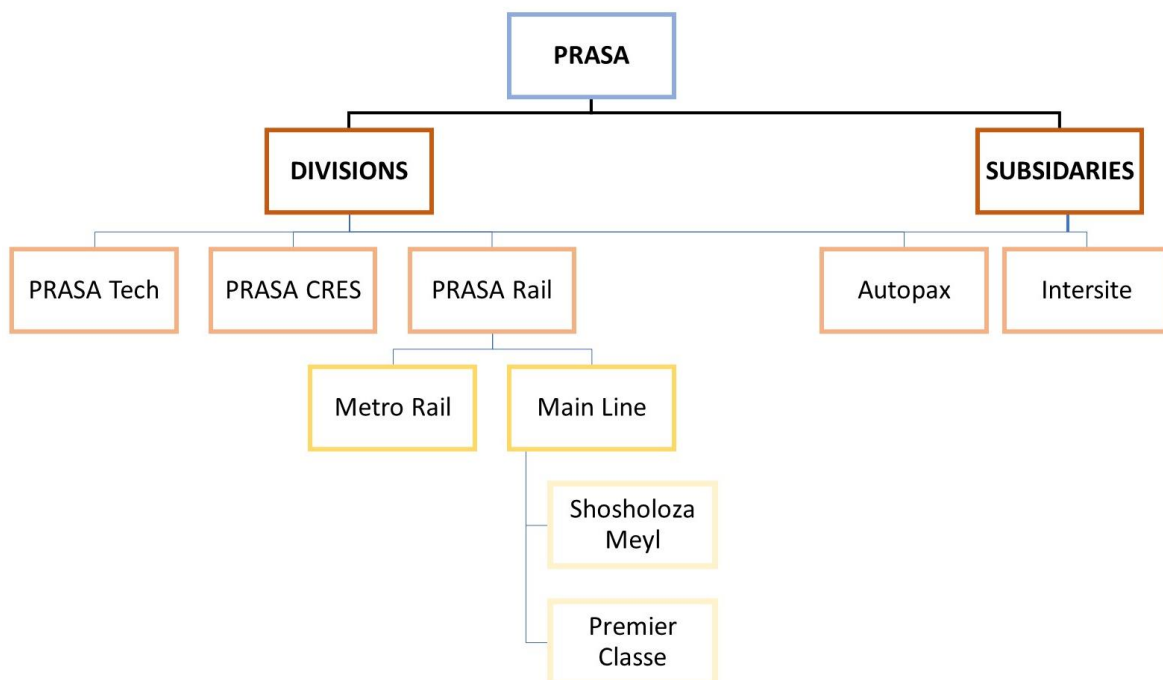 PRASA
DIVISIONS
SUBSIDARIES
PRASA Tech
PRASA CRES
PRASA Rail
Autopax
Intersite
Metro Rail
Main Line
Shosholoza
Meyl
Premier
Classe